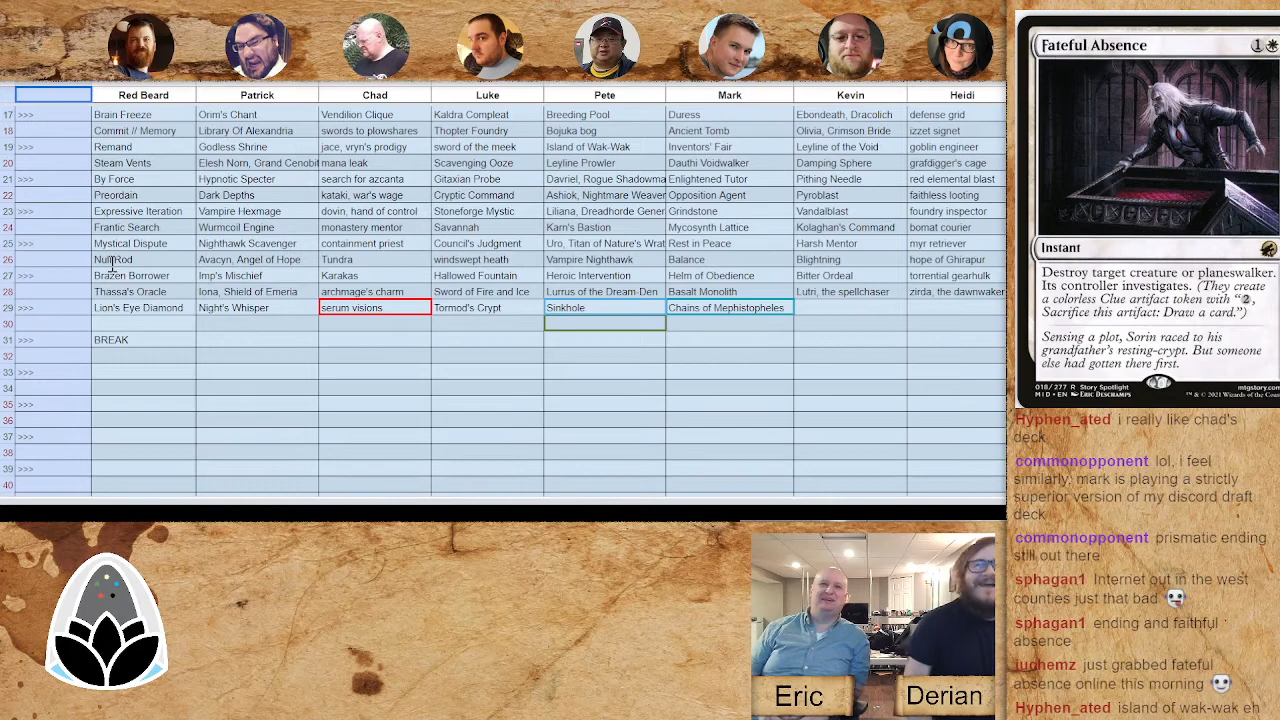 Red Beard Patrick Chad Luke Pete Mark Kevin Heidi
17 >>> Brain Freeze Orim's Chant Vendilion Clique Kaldra Compleat Breeding Pool Duress Ebondeath, Dracolich defense grid
18 Commit // Memory Library Of Alexandria swords to plowshares Thopter Foundry Bojuka bog Ancient Tomb Olivia, Crimson Bride izzet signet
19 >>> Remand Godless Shrine jace, vryn's prodigy sword of the meek Island of Wak-Wak Inventors' Fair Leyline of the Void goblin engineer
20 Steam Vents Elesh Norn, Grand Cenobit mana leak Scavenging Ooze Leyline Prowler Dauthi Voidwalker Damping Sphere grafdigger's cage
21 >>> By Force Hypnotic Specter search for azcanta Gitaxian Probe Davriel, Rogue Shadowma Enlightened Tutor Pithing Needle red elemental blast
22 Preordain Dark Depths kataki, war's wage Cryptic Command Ashiok, Nightmare Weaver Opposition Agent Pyroblast faithless looting
23 >>> Expressive Iteration Vampire Hexmage dovin, hand of control Stoneforge Mystic Liliana, Dreadhorde Gener Grindstone Vandalblast foundry inspector
24 Frantic Search Wurmcoil Engine monastery mentor Savannah Karn's Bastion Mycosynth Lattice Kolaghan's Command bomat courier
25 >>> Mystical Dispute Nighthawk Scavenger containment priest Council's Judgment Uro, Titan of Nature's Wrat Rest in Peace Harsh Mentor myr retriever
26 Null Rod Avacyn, Angel of Hope Tundra windswept heath Vampire Nighthawk Balance Blightning hope of Ghirapur
27 >>> Brazen Borrower Imp's Mischief Karakas Hallowed Fountain Heroic Intervention Helm of Obedience Bitter Ordeal torrential gearhulk
28 Thassa's Oracle Iona, Shield of Emeria archmage's charm Sword of Fire and Ice Lurrus of the Dream-Den Basalt Monolith Lutri, the spellchaser zirda, the dawnwaker
29 >>> Lion's Eye Diamond Night's Whisper serum visions Tormod's Crypt Sinkhole Chains of Mephistopheles
30
31 >>> BREAK
32
33 >>>
34
35 >>>
36
37 >>>
38
39 >>>
40
Fateful Absence 1
Instant
Destroy target creature or planeswalker.
Its controller investigates. (They create
a colorless Clue artifact token with "2,
Sacrifice this artifact: Draw a card.")
Sensing a plot, Sorin raced to his
grandfather's resting-crypt. But someone
else had gotten there first.
018/277 R Story Spotlight mtgstory.com
MID • EN Eric Deschamps ™ & © 2021 Wizards of the Coas
Hyphen_ated i really like chad's
deck
commonopponent lol, i feel
similarly, mark is playing a strictly
superior version of my discord draft
deck
commonopponent prismatic ending
still out there
sphagan1 Internet out in the west
counties just that bad
sphagan1 ending and faithful
absence
jughemz just grabbed fateful
absence online this morning
Hyphen_ated island of wak-wak eh
Eric
Derian